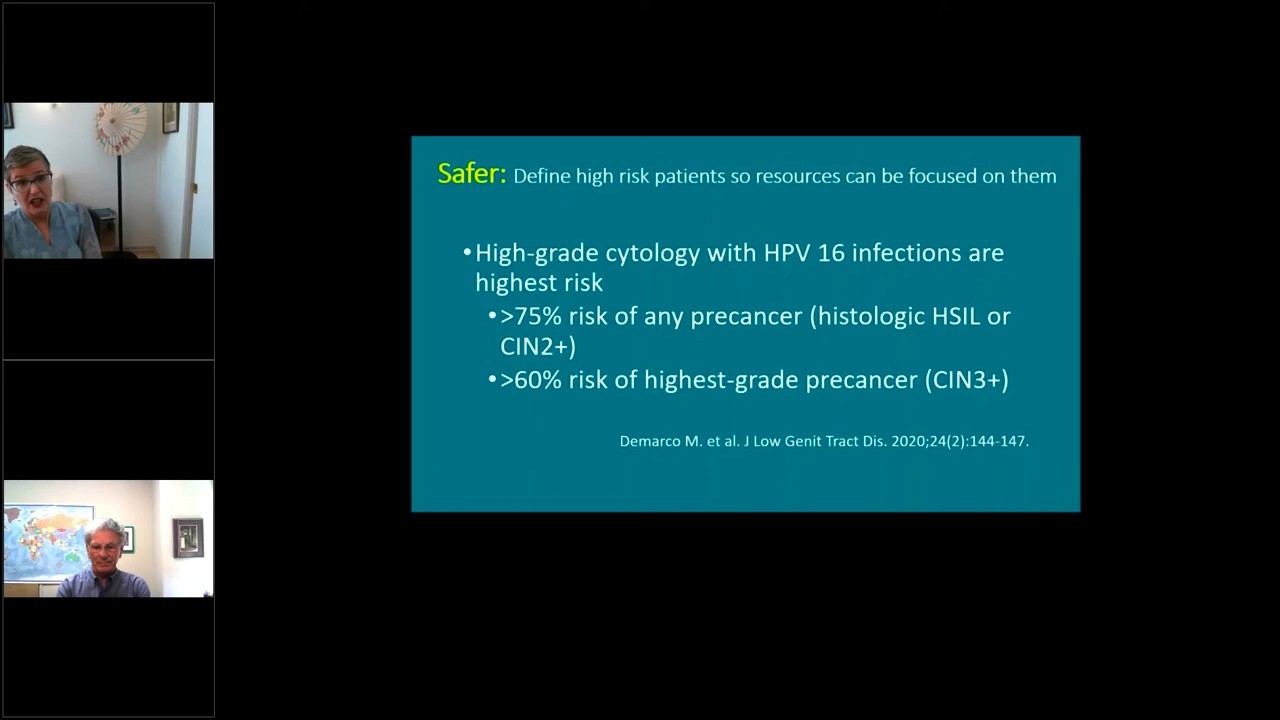 Safer: Define high risk patients so resources can be focused on them
•High-grade cytology with HPV 16 infections are
highest risk
•>75% risk of any precancer (histologic HSIL or
CIN2+)
•>60% risk of highest-grade precancer (CIN3+)
Demarco M. et al. J Low Genit Tract Dis. 2020;24(2):144-147.